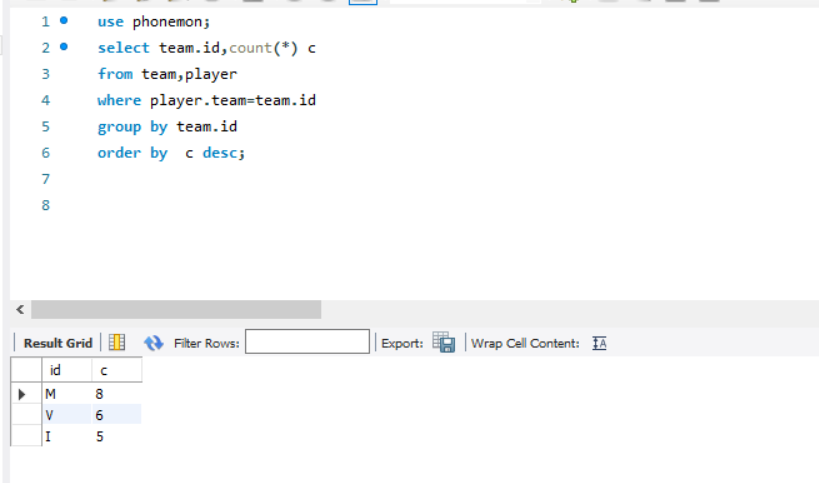 1 use phonemon;
2 select team.id,count(*) c
3 from team,player
4 where player.team=team.id
5 group by team.id
6 order by  c desc;
7
8
Result Grid Filter Rows: Export: Wrap Cell Content: IA
id c
M 8
V 6
I 5